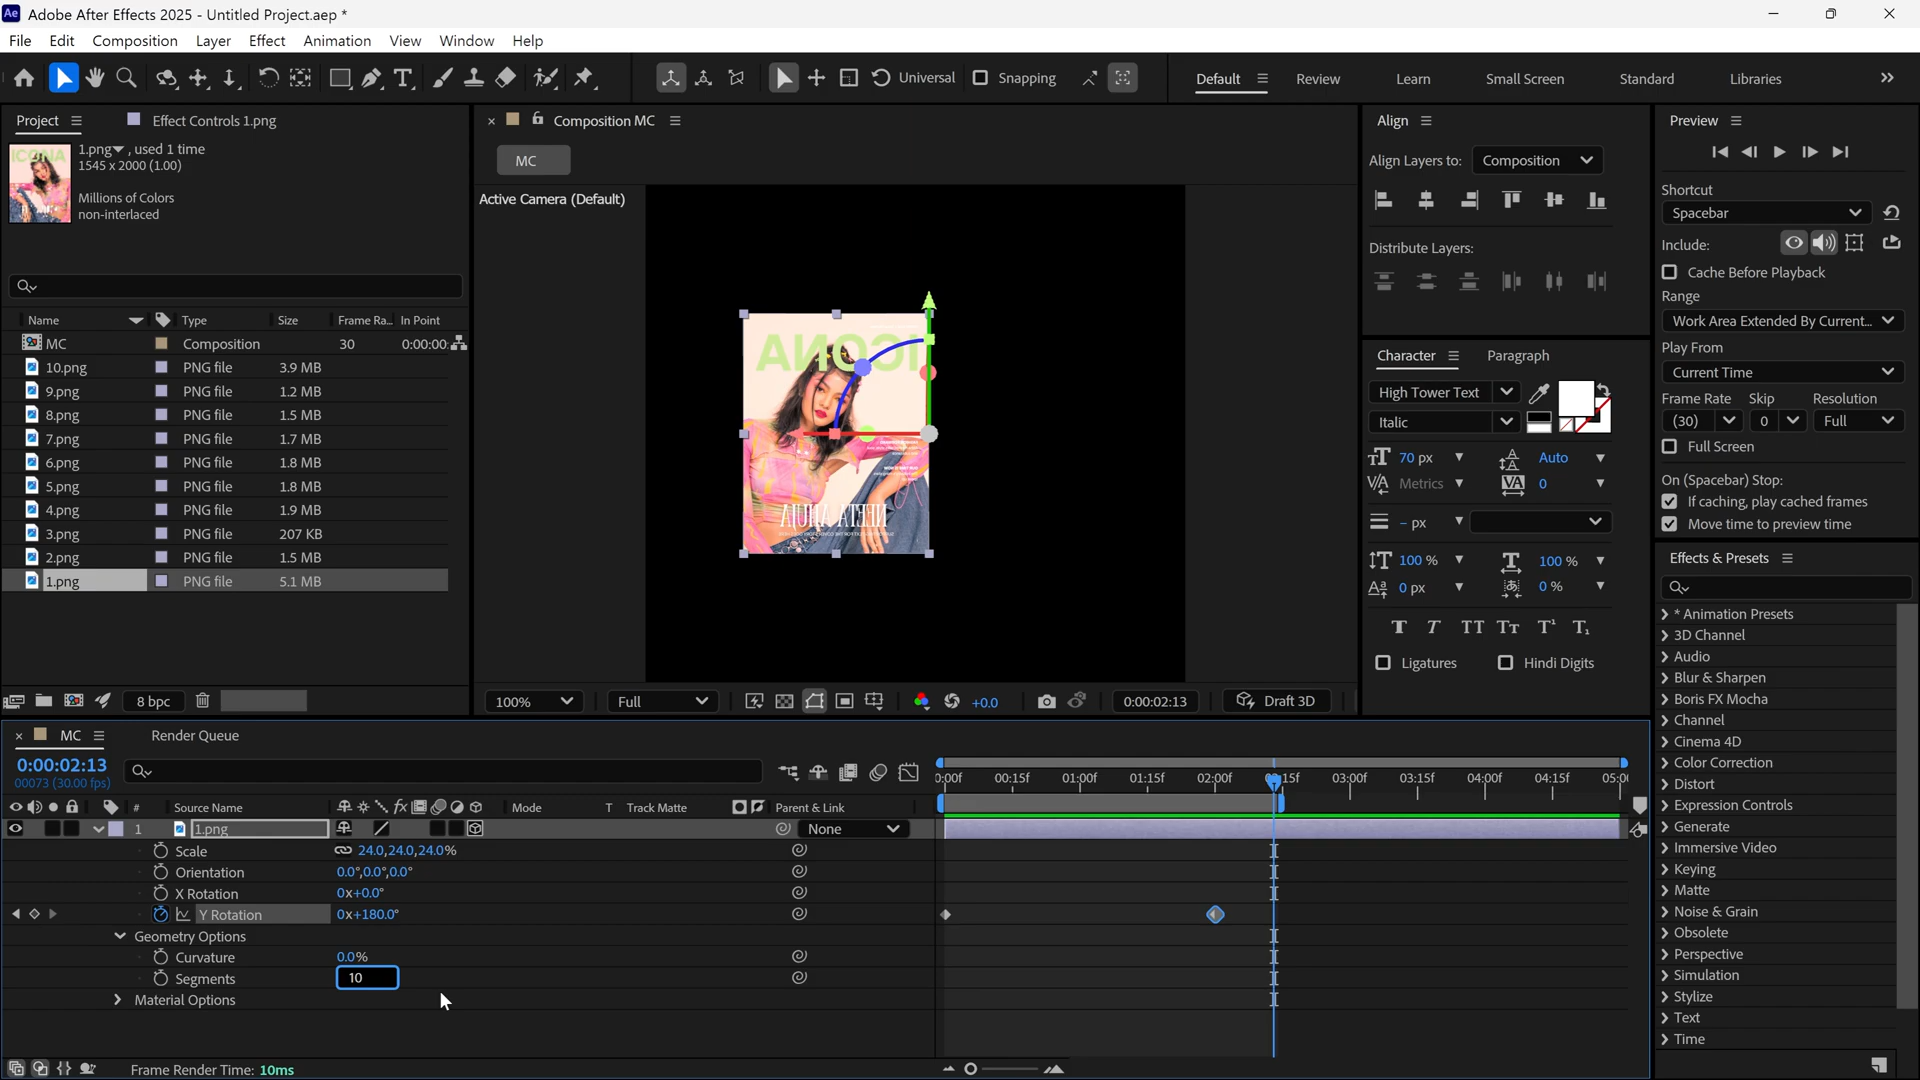 Adobe After Effects 2025 - Untitled Project.aep *
File Edit Composition Layer Effect Animation View Window Help
Universal Snapping Default Review Learn Small Screen Standard Libraries
Project Effect Controls 1.png
1.png , used 1 time
1545 x 2000 (1.00)
Millions of Colors
non-interlaced
Name Type Size Frame Ra... In Point
MC Composition 30 0:00:00:
10.png PNG file 3.9 MB
9.png PNG file 1.2 MB
8.png PNG file 1.5 MB
7.png PNG file 1.7 MB
6.png PNG file 1.8 MB
5.png PNG file 1.8 MB
4.png PNG file 1.9 MB
3.png PNG file 207 KB
2.png PNG file 1.5 MB
1.png PNG file 5.1 MB
8 bpc
Composition MC
MC
Active Camera (Default)
ICONA
NEETA AHUJA
100% Full +0.0 0:00:02:13 Draft 3D
Align
Align Layers to: Composition
Distribute Layers:
Character Paragraph
High Tower Text
Italic
70 px Auto
Metrics 0
- px
100 % 100 %
0 px 0 %
Ligatures Hindi Digits
Preview
Shortcut
Spacebar
Include:
Cache Before Playback
Range
Work Area Extended By Current...
Play From
Current Time
Frame Rate Skip Resolution
(30) 0 Full
Full Screen
On (Spacebar) Stop:
If caching, play cached frames
Move time to preview time
Effects & Presets
* Animation Presets
3D Channel
Audio
Blur & Sharpen
Boris FX Mocha
Channel
Cinema 4D
Color Correction
Distort
Expression Controls
Generate
Immersive Video
Keying
Matte
Noise & Grain
Obsolete
Perspective
Simulation
Stylize
Text
Time
MC Render Queue
0:00:02:13
00073 (30.00 fps)
:00f 00:15f 01:00f 01:15f 02:00f 02:15f 03:00f 03:15f 04:00f 04:15f 05:0
# Source Name Mode T Track Matte Parent & Link
1 1.png None
Scale 24.0,24.0,24.0%
Orientation 0.0°,0.0°,0.0°
X Rotation 0x+0.0°
Y Rotation 0x+180.0°
Geometry Options
Curvature 0.0%
Segments 10
Material Options
Frame Render Time: 10ms